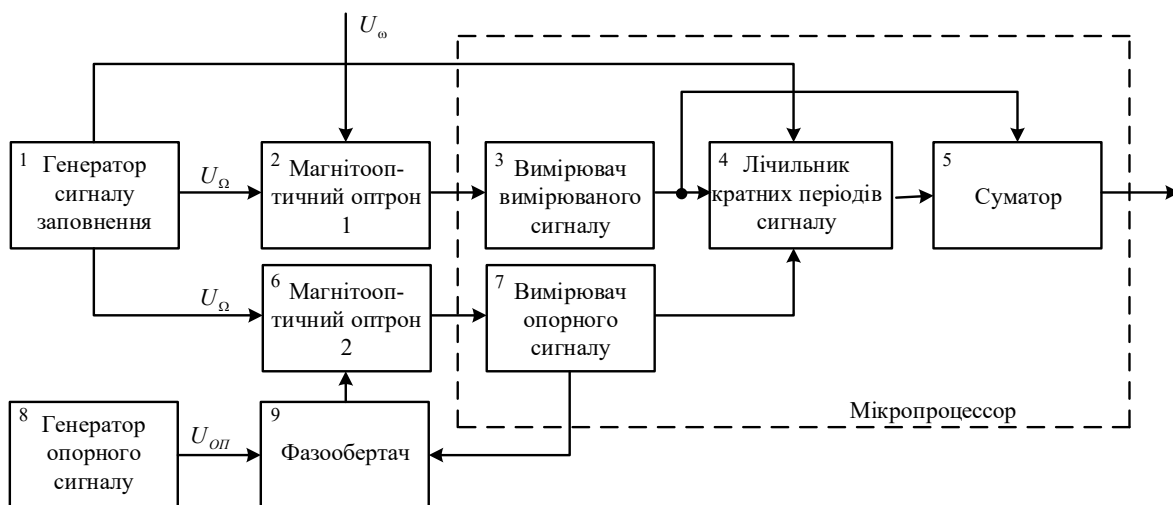 U_ω
1 Генератор
сигналу
заповнення
U_Ω
2 Магнітооп-
тичний оптрон
1
3 Вимірювач
вимірюваного
сигналу
4 Лічильник
кратних періодів
сигналу
5
Суматор
U_Ω
6 Магнітооп-
тичний оптрон
2
7 Вимірювач
опорного
сигналу
Мікропроцессор
8 Генератор
опорного
сигналу
U_ОП
9
Фазообертач